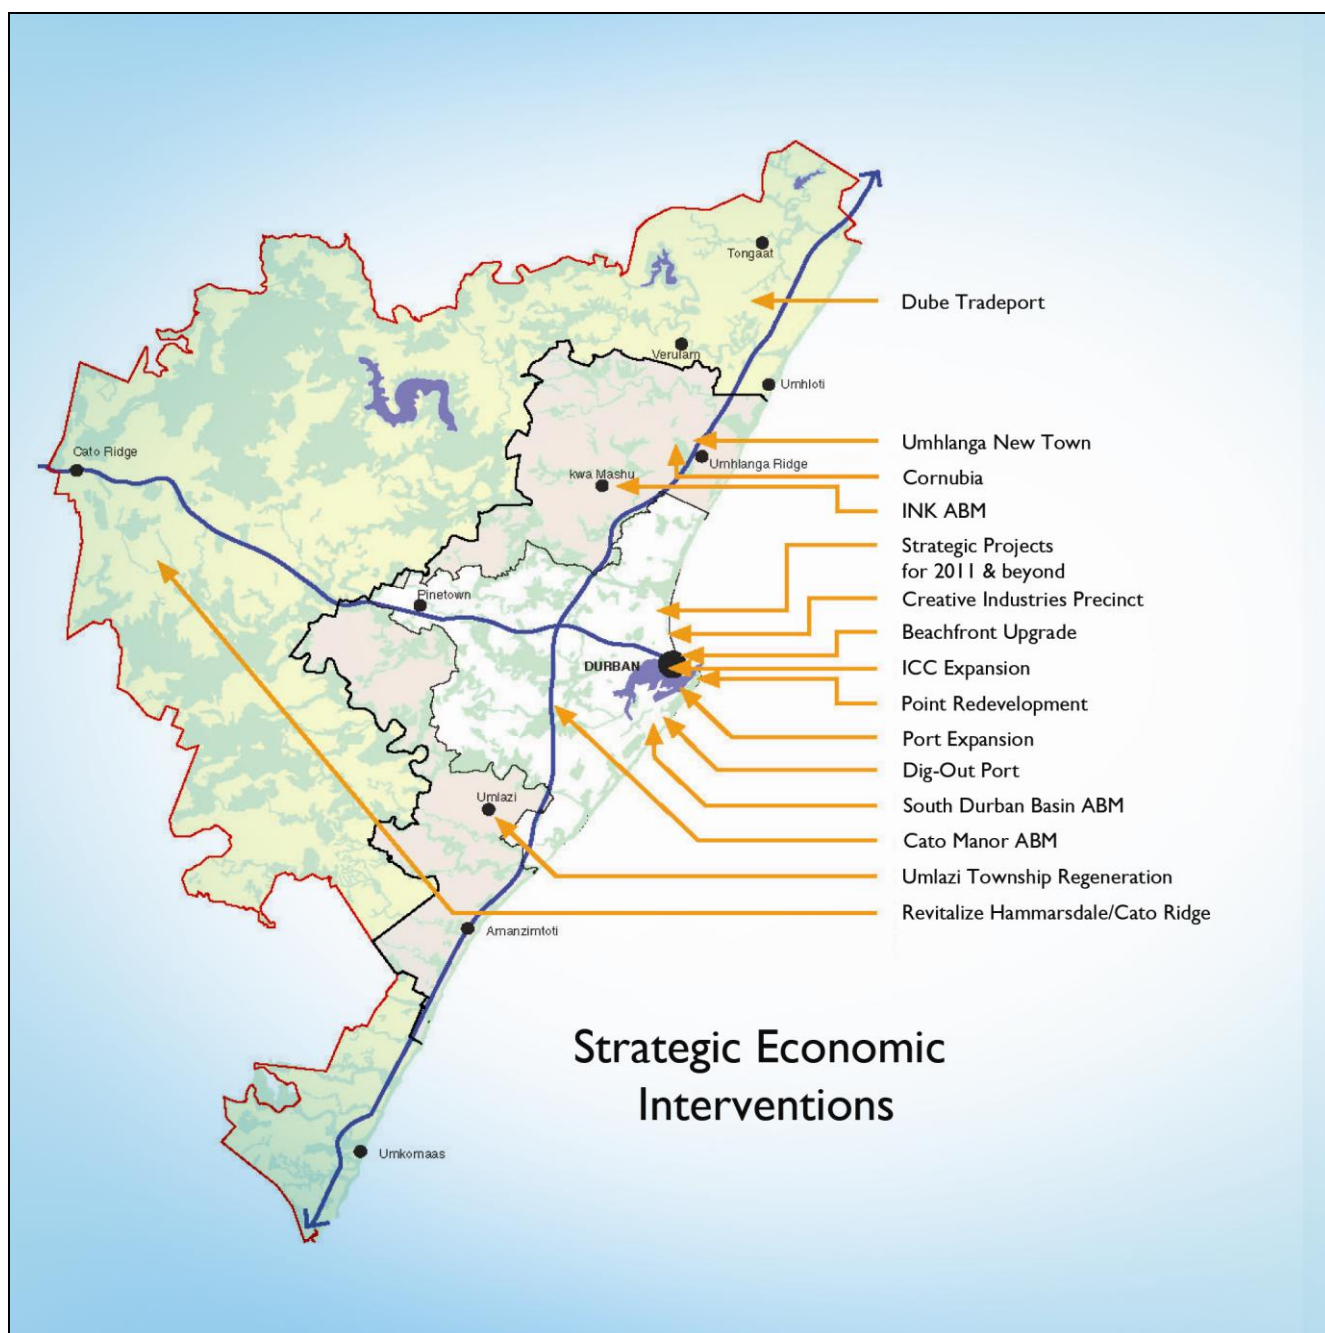 Tongaat
Dube Tradeport
Verulam
Umhloti
Umhlanga New Town
Cato Ridge
Umhlanga Ridge
kwa Mashu
Cornubia
INK ABM
Strategic Projects
for 2011 & beyond
Pinetown
Creative Industries Precinct
Beachfront Upgrade
DURBAN
ICC Expansion
Point Redevelopment
Port Expansion
Dig-Out Port
Umlazi
South Durban Basin ABM
Cato Manor ABM
Umlazi Township Regeneration
Revitalize Hammarsdale/Cato Ridge
Amanzimtoti
Strategic Economic
Interventions
Umkomaas